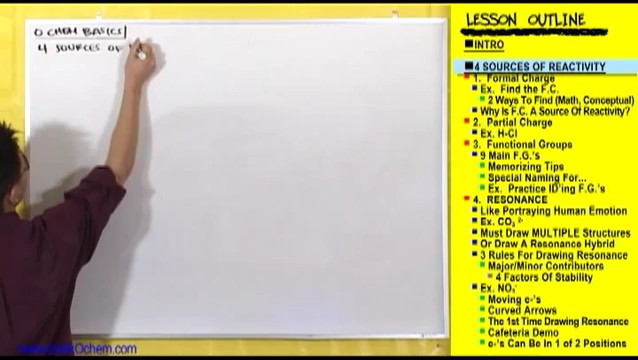 O CHEM BASICS
4 SOURCES OF
LESSON OUTLINE
INTRO
4 SOURCES OF REACTIVITY
1. Formal Charge
Ex. Find the F.C.
2 Ways To Find (Math, Conceptual)
Why Is F.C. A Source Of Reactivity?
2. Partial Charge
Ex. H-Cl
3. Functional Groups
9 Main F.G.'s
Memorizing Tips
Special Naming For...
Ex. Practice ID'ing F.G.'s
4. RESONANCE
Like Portraying Human Emotion
Ex. CO₃ ²⁻
Must Draw MULTIPLE Structures
Or Draw A Resonance Hybrid
3 Rules For Drawing Resonance
Major/Minor Contributors
4 Factors Of Stability
Ex. NO₃⁻
Moving e-'s
Curved Arrows
The 1st Time Drawing Resonance
Cafeteria Demo
e-'s Can Be In 1 of 2 Positions